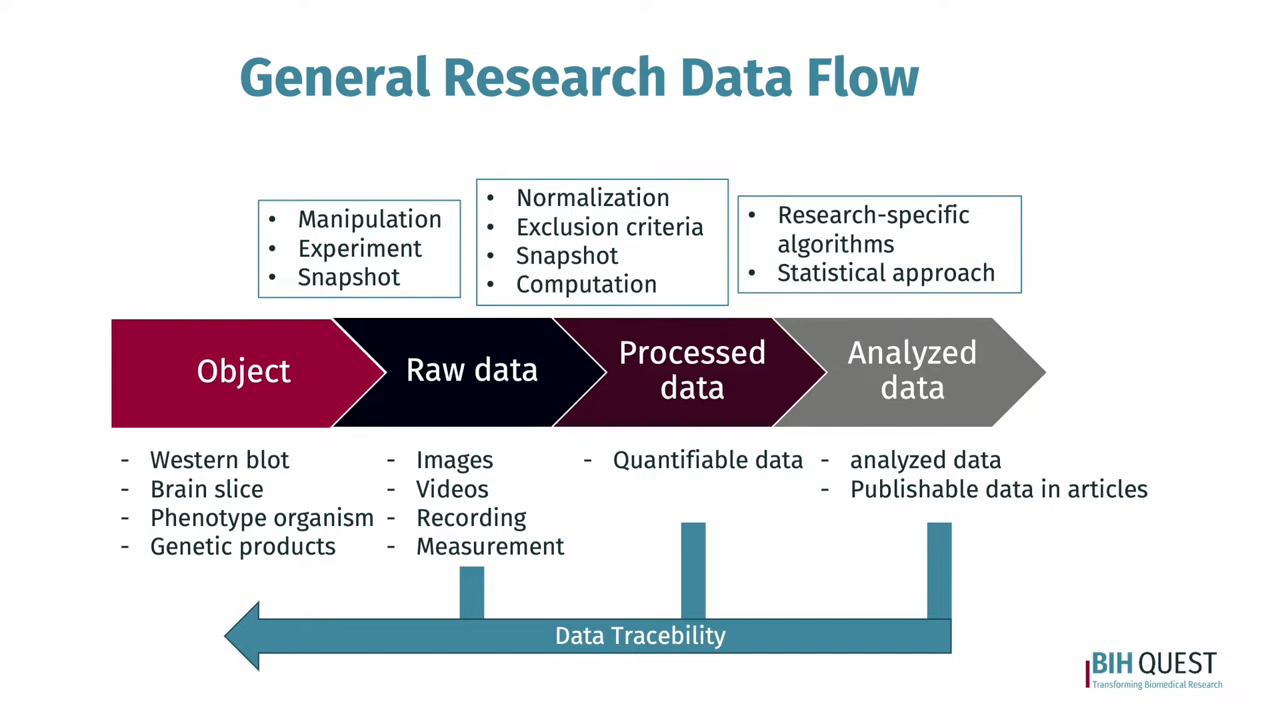 General Research Data Flow
• Manipulation
• Experiment
• Snapshot
• Normalization
• Exclusion criteria
• Snapshot
• Computation
• Research-specific
algorithms
• Statistical approach
Object
Raw data
Processed
data
Analyzed
data
- Western blot
- Brain slice
- Phenotype organism
- Genetic products
- Images
- Videos
- Recording
- Measurement
- Quantifiable data
- analyzed data
- Publishable data in articles
Data Tracebility
BIH QUEST
Transforming Biomedical Research